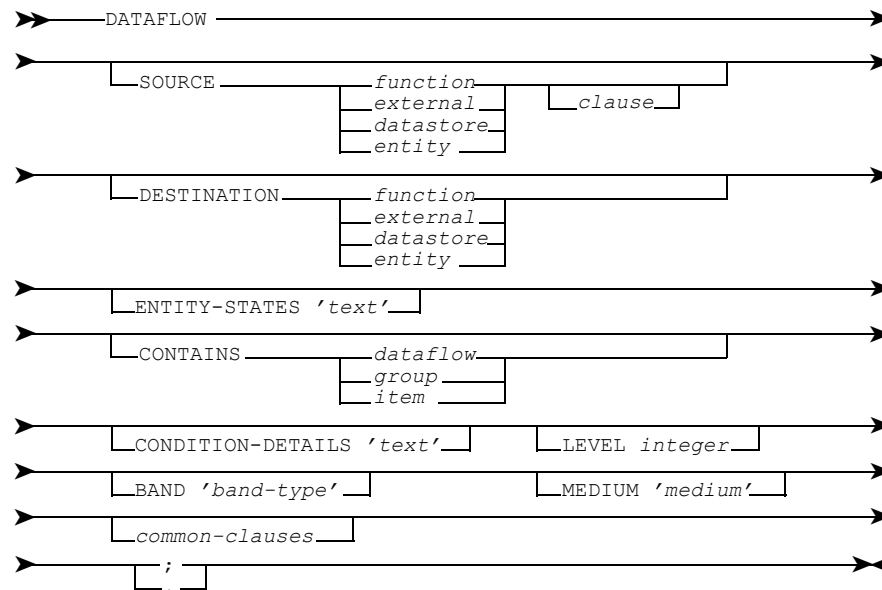 DATAFLOW
SOURCE function
external clause
datastore
entity
DESTINATION function
external
datastore
entity
ENTITY-STATES 'text'
CONTAINS dataflow
group
item
CONDITION-DETAILS 'text' LEVEL integer
BAND 'band-type' MEDIUM 'medium'
common-clauses
;
.